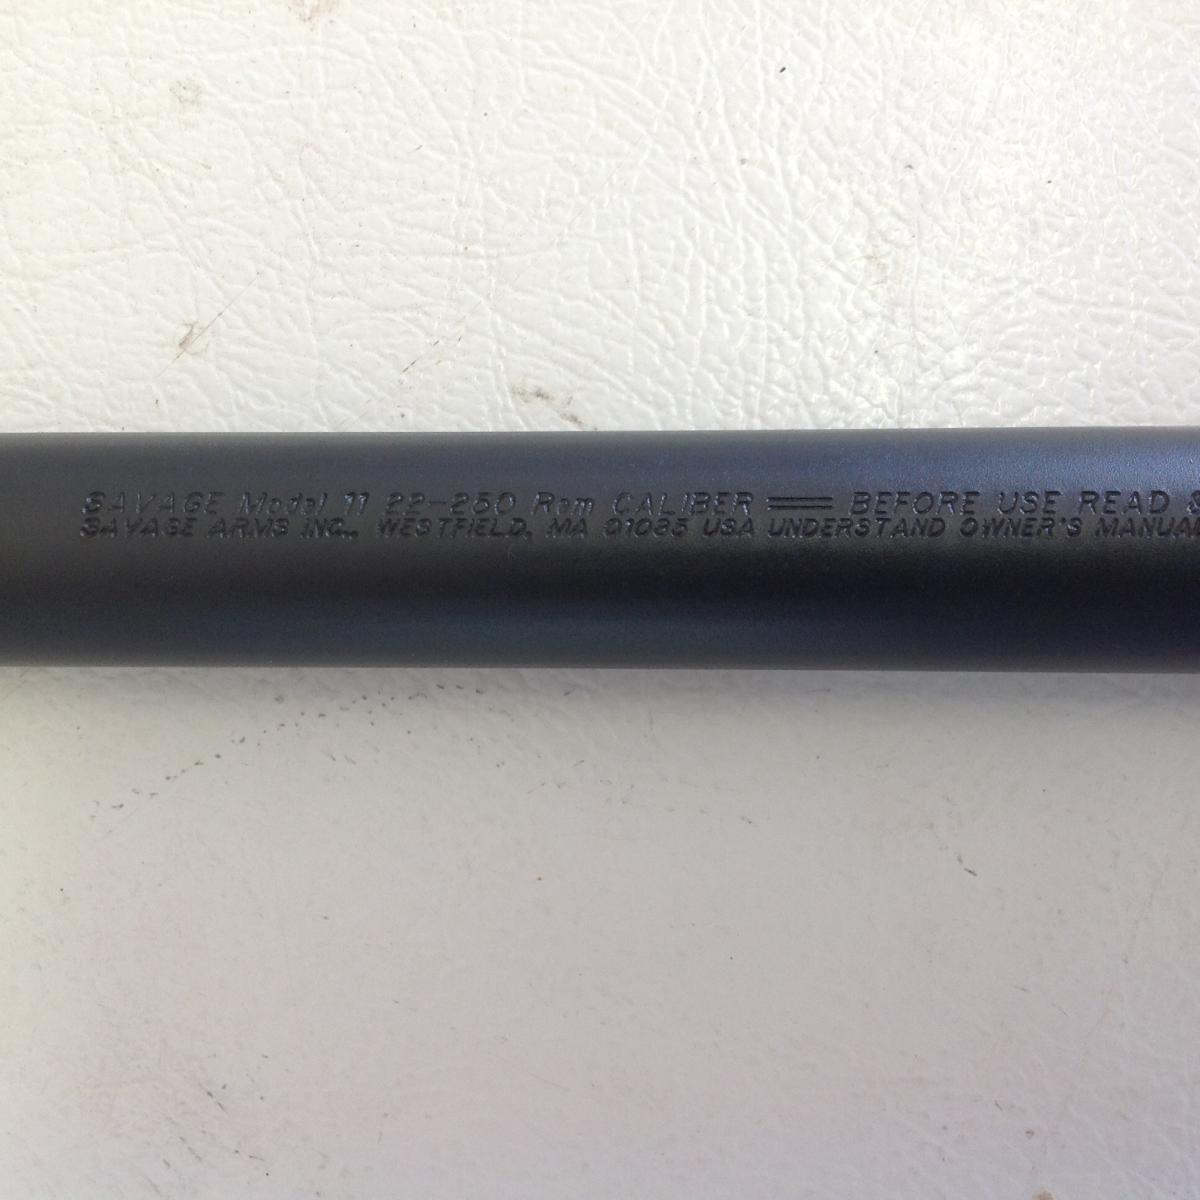 SAVAGE Model 11 22-250 Rem CALIBER ══ BEFORE USE READ &
SAVAGE ARMS INC., WESTFIELD, MA 01085 USA UNDERSTAND OWNER'S MANUAL